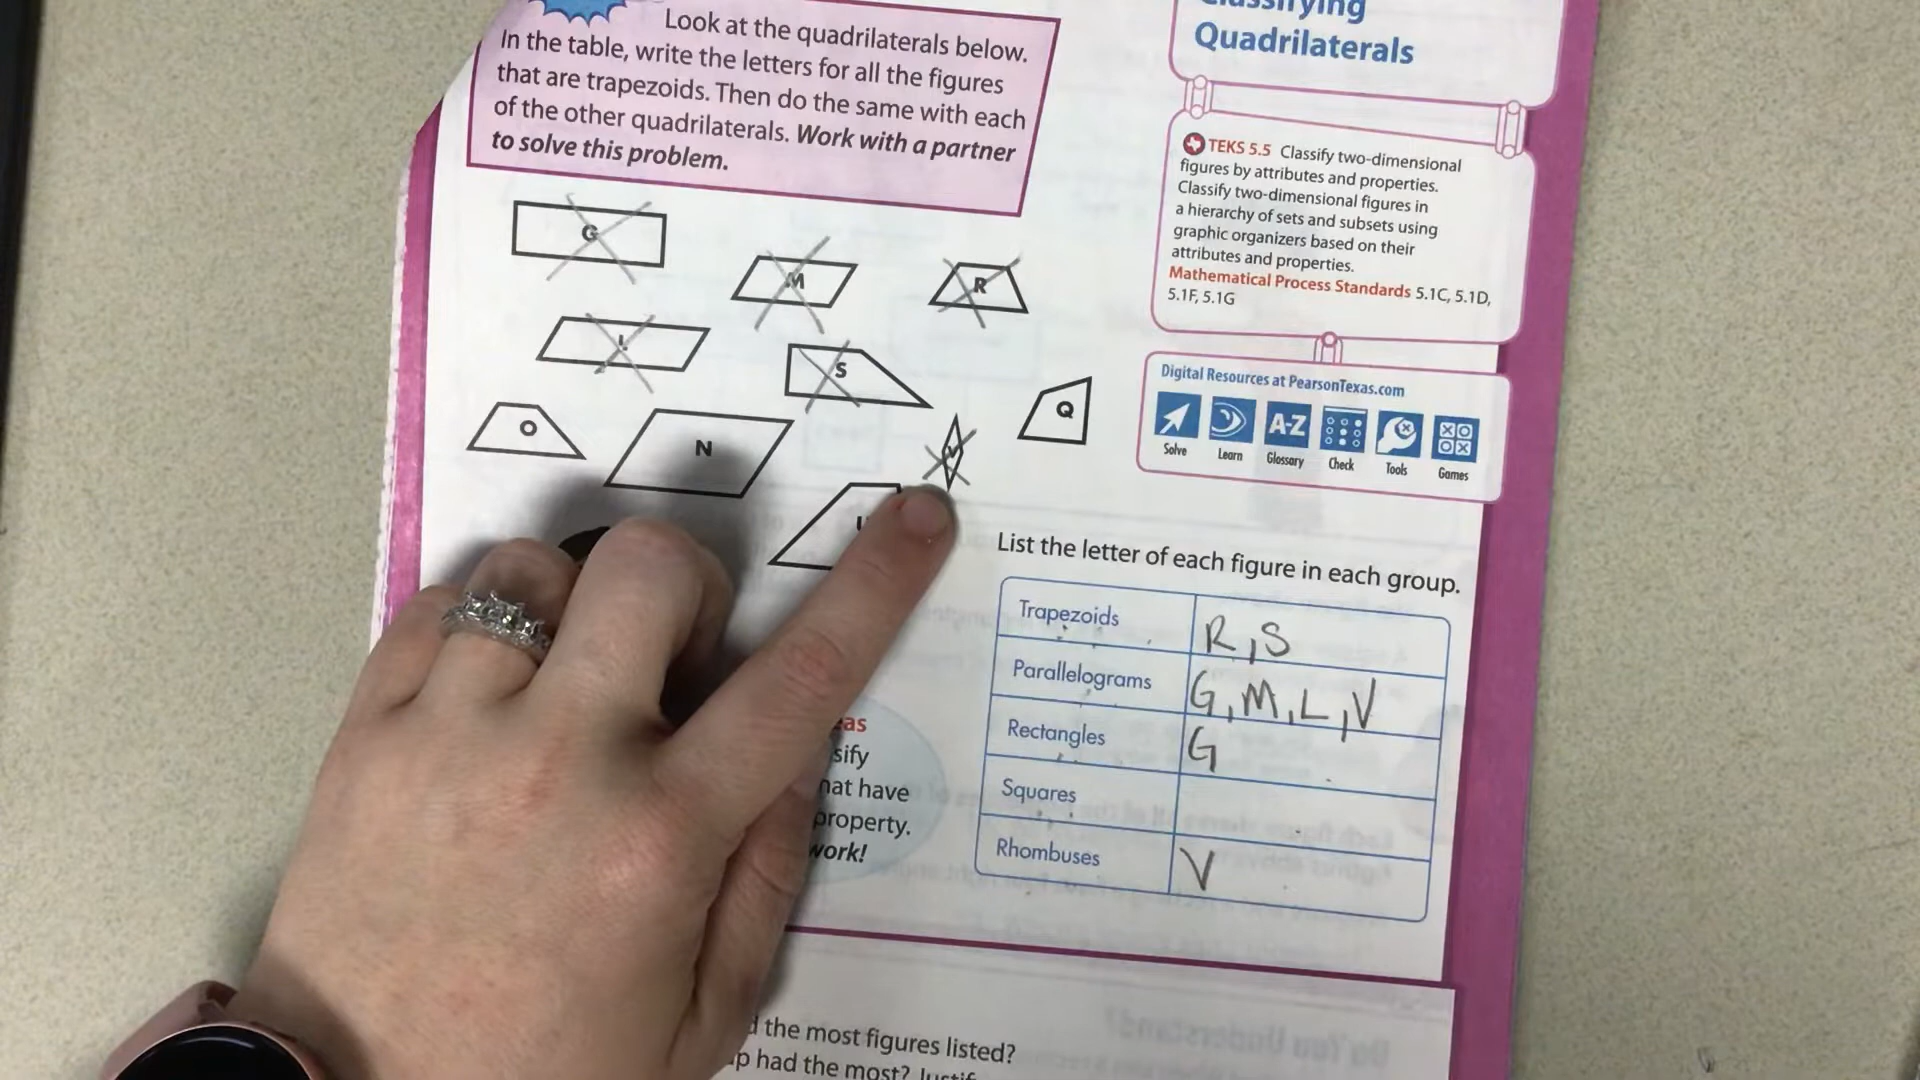 Look at the quadrilaterals below.
In the table, write the letters for all the figures
that are trapezoids. Then do the same with each
of the other quadrilaterals. Work with a partner
to solve this problem.
Quadrilaterals
TEKS 5.5 Classify two-dimensional
figures by attributes and properties.
Classify two-dimensional figures in
a hierarchy of sets and subsets using
graphic organizers based on their
attributes and properties.
Mathematical Process Standards 5.1C, 5.1D,
5.1F, 5.1G
G
M
R
L
S
Q
O
N
V
Digital Resources at PearsonTexas.com
A-Z
Solve Learn Glossary Check Tools Games
List the letter of each figure in each group.
Trapezoids R, S
Parallelograms G, M, L, V
Rectangles G
Squares
Rhombuses V
have
property.
work!
the most figures listed?
had the most?